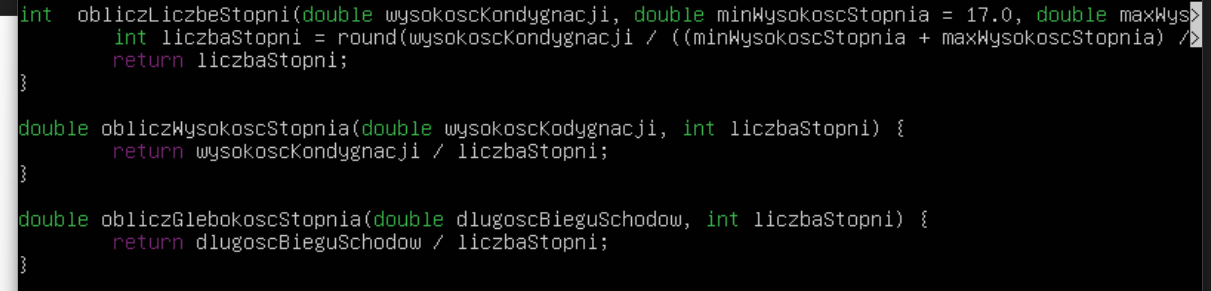 int  obliczLiczbeStopni(double wysokoscKondygnacji, double minWysokoscStopnia = 17.0, double maxWys>
        int liczbaStopni = round(wysokoscKondygnacji / ((minWysokoscStopnia + maxWysokoscStopnia) />
        return liczbaStopni;
}

double obliczWysokoscStopnia(double wysokoscKodygnacji, int liczbaStopni) {
        return wysokoscKondygnacji / liczbaStopni;
}

double obliczGlebokoscStopnia(double dlugoscBieguSchodow, int liczbaStopni) {
        return dlugoscBieguSchodow / liczbaStopni;
}